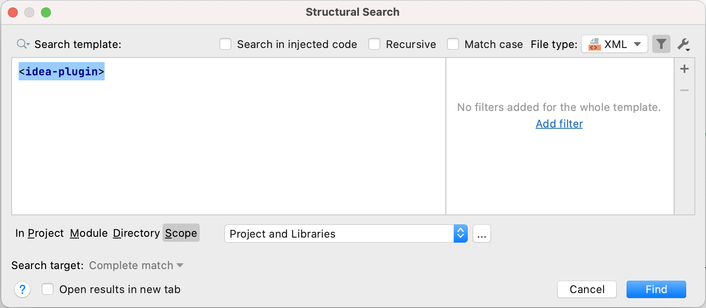 Structural Search
Search template: Search in injected code Recursive Match case File type: XML
<idea-plugin>
No filters added for the whole template.
Add filter
In Project Module Directory Scope Project and Libraries ...
Search target: Complete match
? Open results in new tab Cancel Find